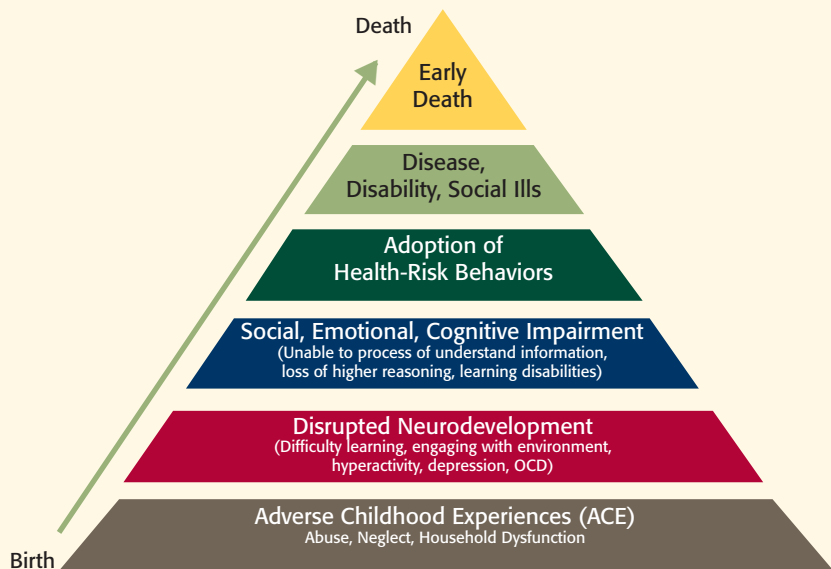 Death
Early
Death
Disease,
Disability, Social Ills
Adoption of
Health-Risk Behaviors
Social, Emotional, Cognitive Impairment
(Unable to process of understand information,
loss of higher reasoning, learning disabilities)
Disrupted Neurodevelopment
(Difficulty learning, engaging with environment,
hyperactivity, depression, OCD)
Adverse Childhood Experiences (ACE)
Abuse, Neglect, Household Dysfunction
Birth